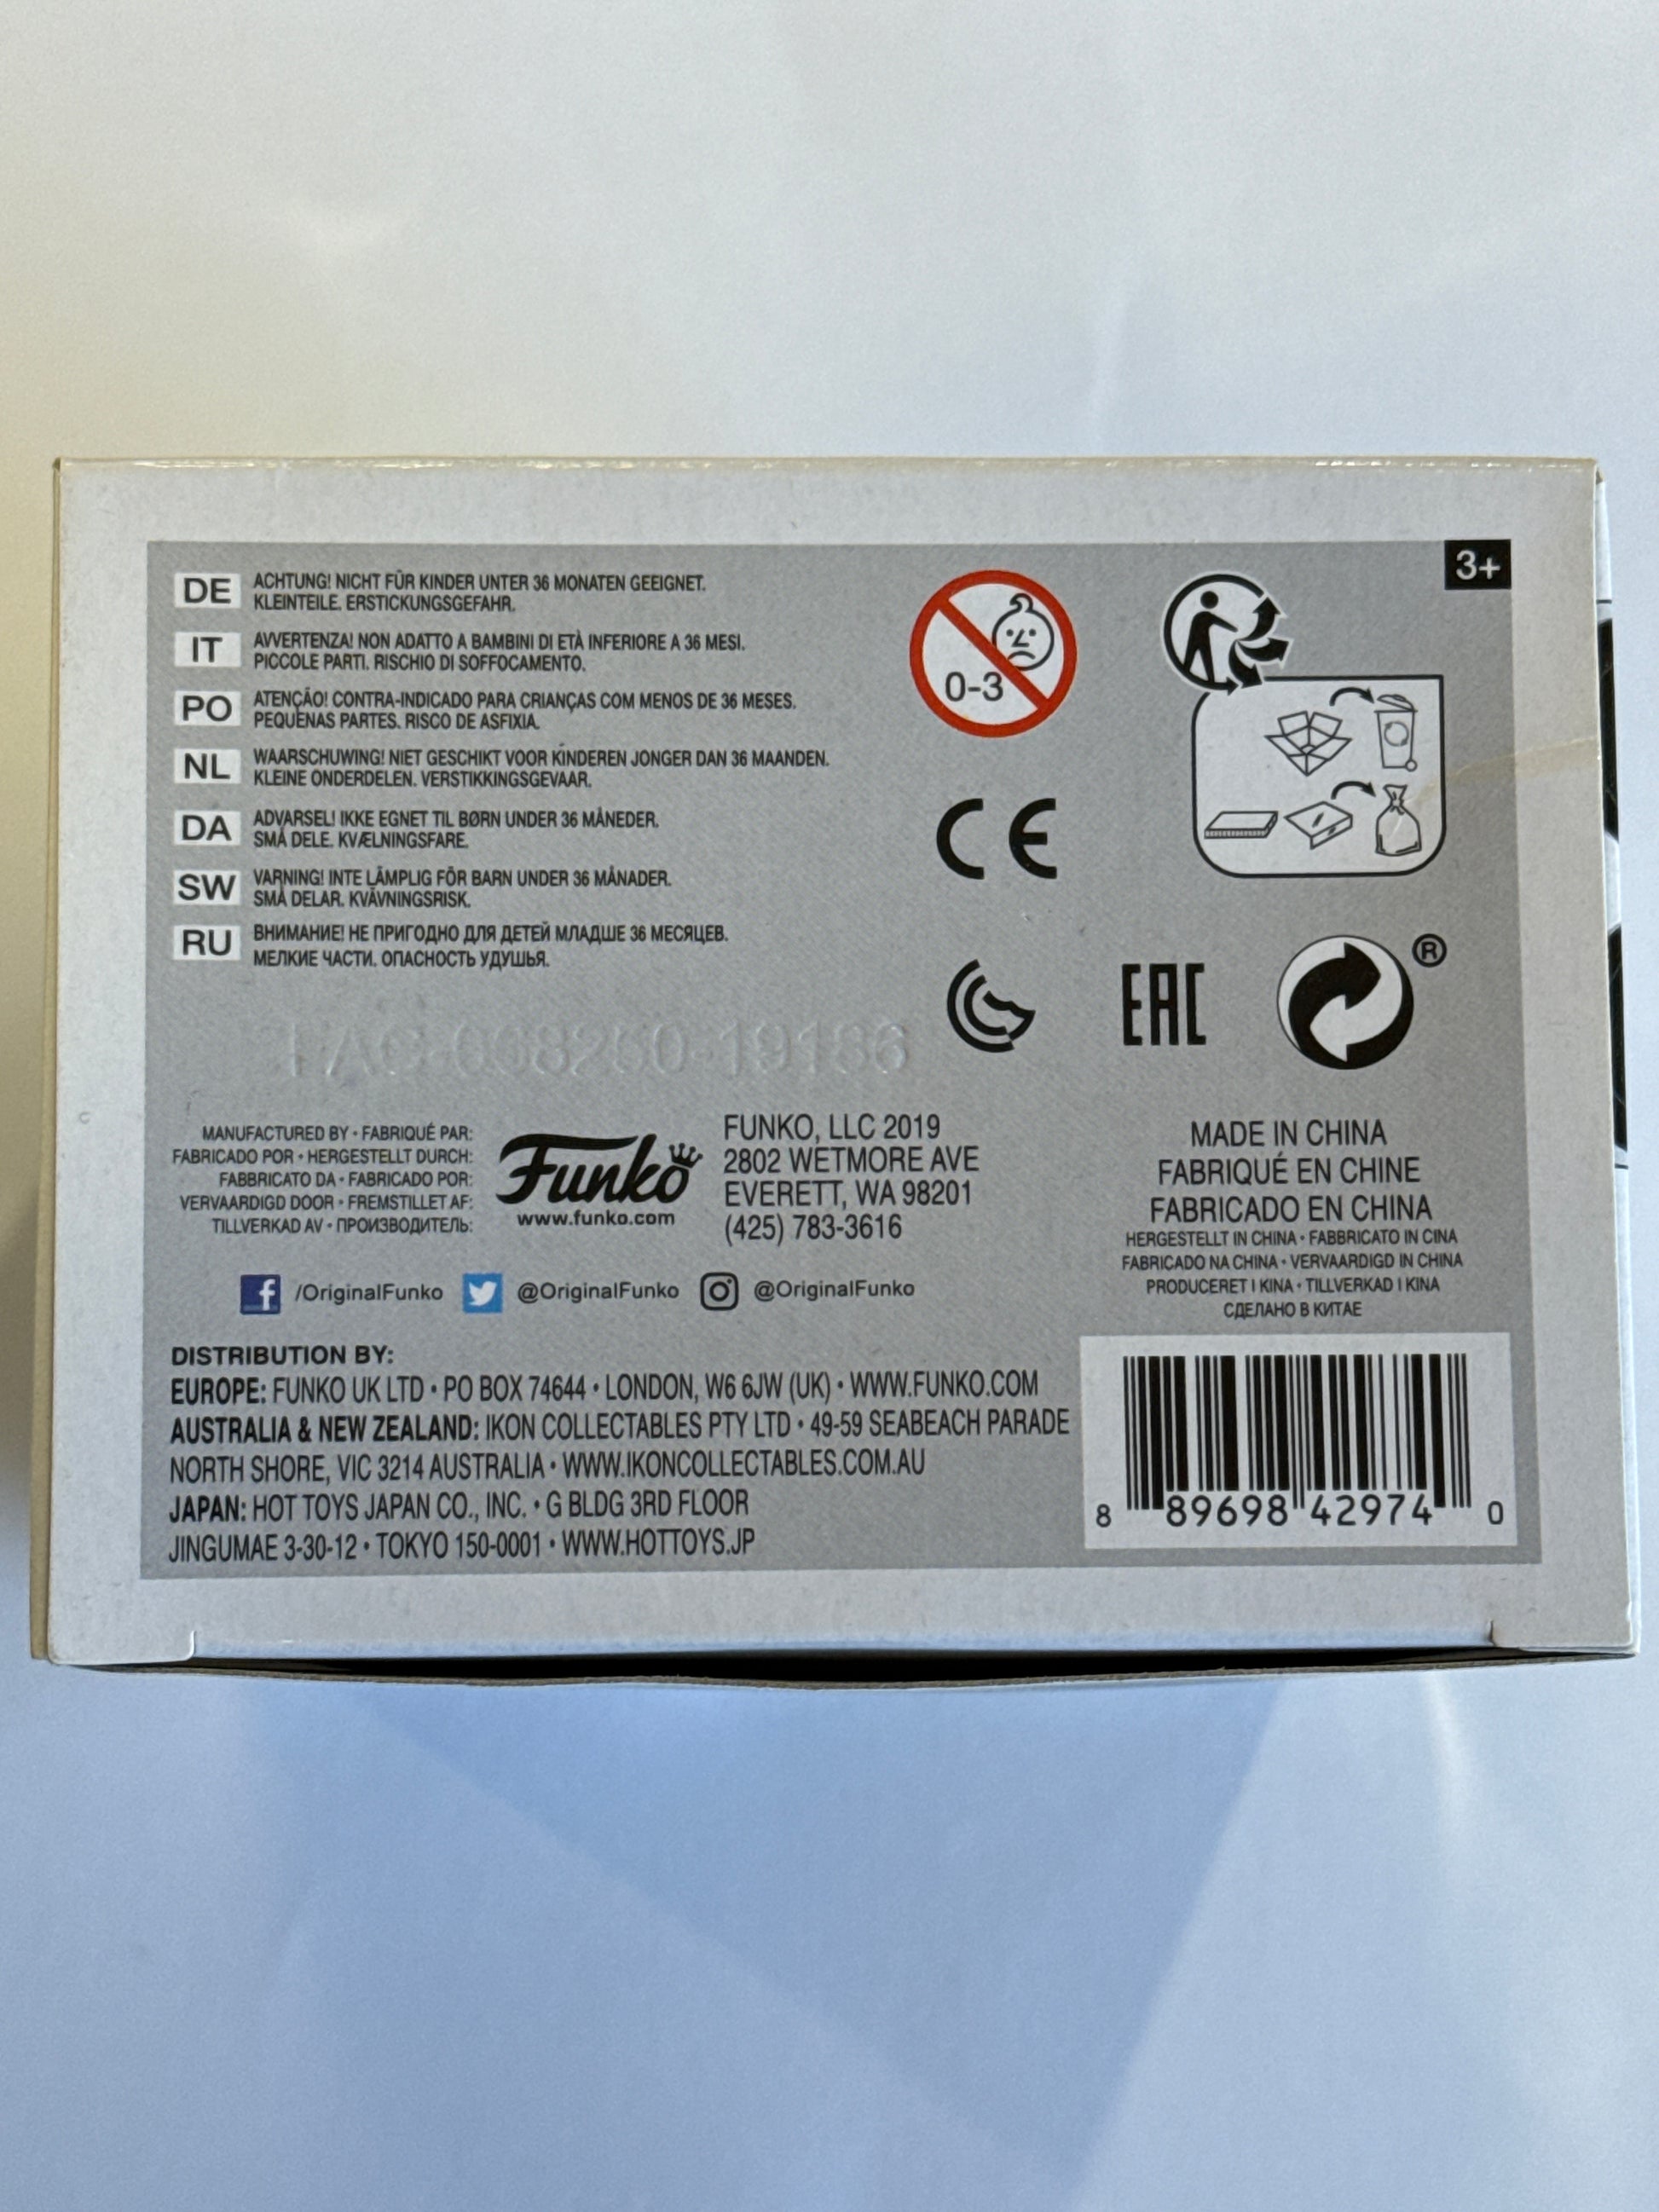 3+
DE ACHTUNG! NICHT FÜR KINDER UNTER 36 MONATEN GEEIGNET.
KLEINTEILE. ERSTICKUNGSGEFAHR.
IT AVVERTENZA! NON ADATTO A BAMBINI DI ETÀ INFERIORE A 36 MESI.
PICCOLE PARTI. RISCHIO DI SOFFOCAMENTO.
PO ATENÇÃO! CONTRA-INDICADO PARA CRIANÇAS COM MENOS DE 36 MESES.
PEQUENAS PARTES. RISCO DE ASFIXIA.
NL WAARSCHUWING! NIET GESCHIKT VOOR KINDEREN JONGER DAN 36 MAANDEN.
KLEINE ONDERDELEN. VERSTIKKINGSGEVAAR.
DA ADVARSEL! IKKE EGNET TIL BØRN UNDER 36 MÅNEDER.
SMÅ DELE. KVÆLNINGSFARE.
SW VARNING! INTE LÄMPLIG FÖR BARN UNDER 36 MÅNADER.
SMÅ DELAR. KVÄVNINGSRISK.
RU ВНИМАНИЕ! НЕ ПРИГОДНО ДЛЯ ДЕТЕЙ МЛАДШЕ 36 МЕСЯЦЕВ.
МЕЛКИЕ ЧАСТИ. ОПАСНОСТЬ УДУШЬЯ.
0-3
CE
EAC
®
MANUFACTURED BY • FABRIQUÉ PAR:
FABRICADO POR • HERGESTELLT DURCH:
FABBRICATO DA • FABRICADO POR:
VERVAARDIGD DOOR • FREMSTILLET AF:
TILLVERKAD AV • ПРОИЗВОДИТЕЛЬ:
Funko
www.funko.com
FUNKO, LLC 2019
2802 WETMORE AVE
EVERETT, WA 98201
(425) 783-3616
MADE IN CHINA
FABRIQUÉ EN CHINE
FABRICADO EN CHINA
HERGESTELLT IN CHINA • FABBRICATO IN CINA
FABRICADO NA CHINA • VERVAARDIGD IN CHINA
PRODUCERET I KINA • TILLVERKAD I KINA
СДЕЛАНО В КИТАЕ
/OriginalFunko @OriginalFunko @OriginalFunko
DISTRIBUTION BY:
EUROPE: FUNKO UK LTD • PO BOX 74644 • LONDON, W6 6JW (UK) • WWW.FUNKO.COM
AUSTRALIA & NEW ZEALAND: IKON COLLECTABLES PTY LTD • 49-59 SEABEACH PARADE
NORTH SHORE, VIC 3214 AUSTRALIA • WWW.IKONCOLLECTABLES.COM.AU
JAPAN: HOT TOYS JAPAN CO., INC. • G BLDG 3RD FLOOR
JINGUMAE 3-30-12 • TOKYO 150-0001 • WWW.HOTTOYS.JP
8 89698 42974 0